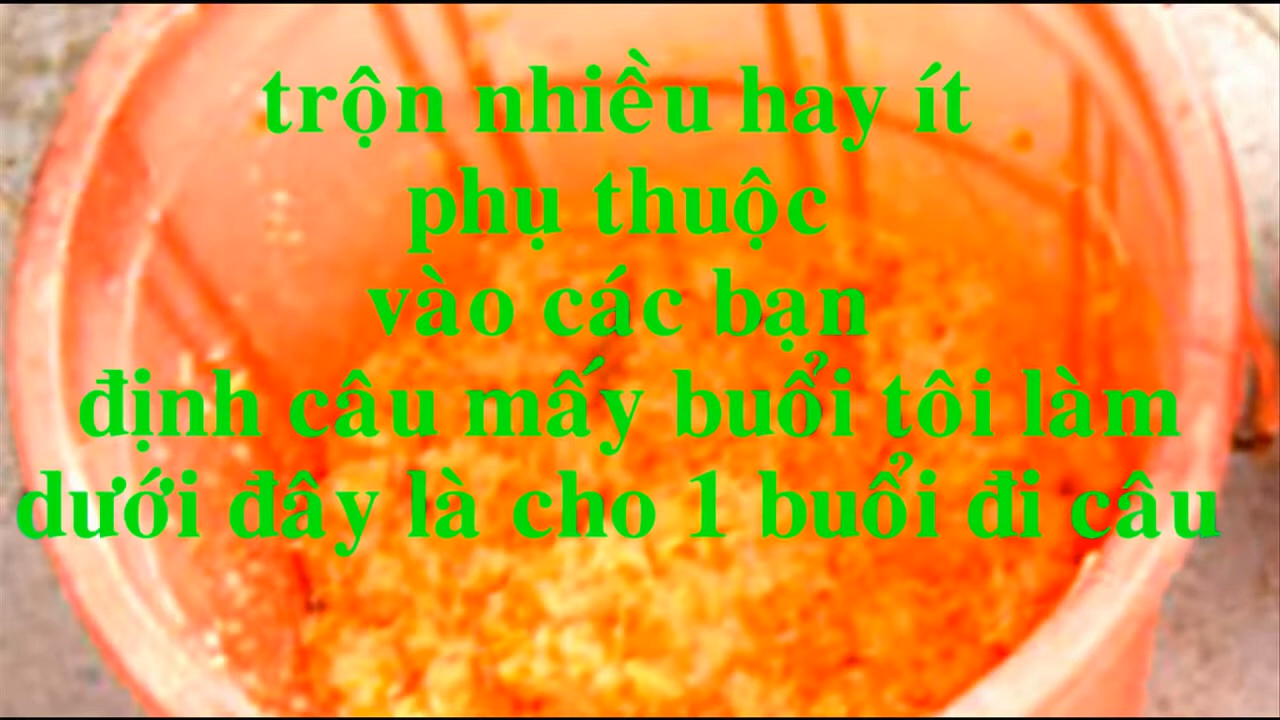 trộn nhiều hay ít
phụ thuộc
vào các bạn
định câu mấy buổi tôi làm
dưới đây là cho 1 buổi đi câu